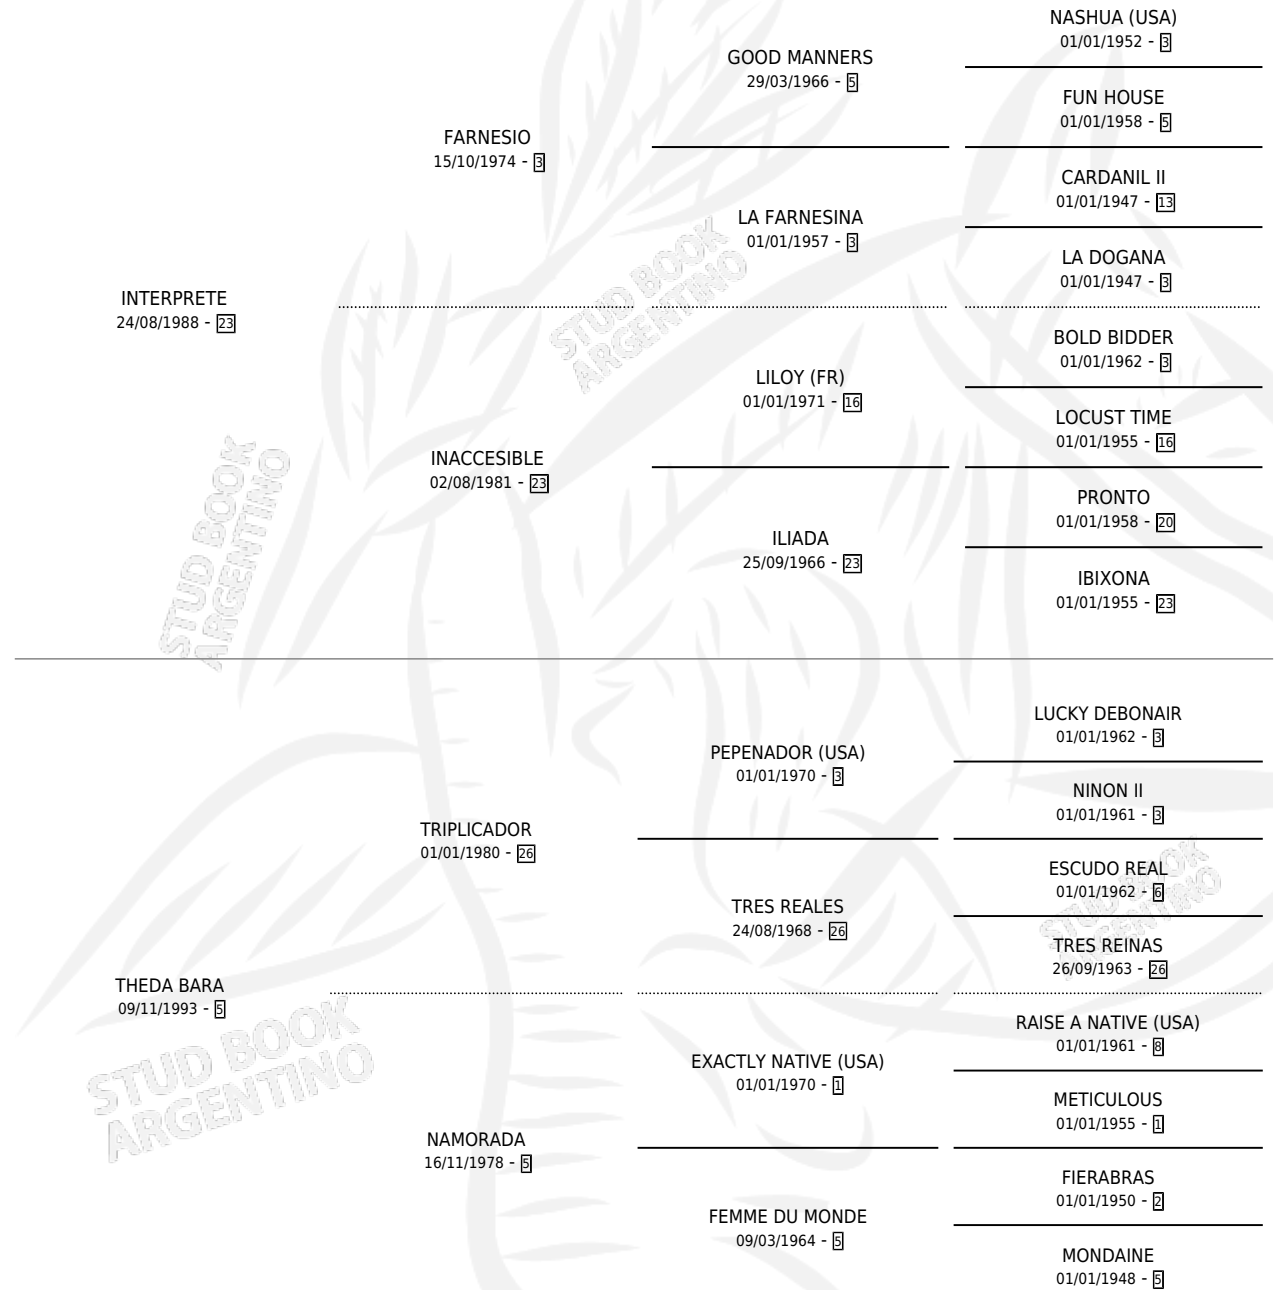 NASHUA (USA)
01/01/1952 - 3
GOOD MANNERS
29/03/1966 - 5
FUN HOUSE
01/01/1958 - 5
FARNESIO
15/10/1974 - 3
CARDANIL II
01/01/1947 - 13
LA FARNESINA
01/01/1957 - 3
LA DOGANA
01/01/1947 - 3
INTERPRETE
24/08/1988 - 23
BOLD BIDDER
01/01/1962 - 3
LILOY (FR)
01/01/1971 - 16
LOCUST TIME
01/01/1955 - 16
INACCESIBLE
02/08/1981 - 23
PRONTO
01/01/1958 - 20
ILIADA
25/09/1966 - 23
IBIXONA
01/01/1955 - 23
LUCKY DEBONAIR
01/01/1962 - 3
PEPENADOR (USA)
01/01/1970 - 3
NINON II
01/01/1961 - 3
TRIPLICADOR
01/01/1980 - 26
ESCUDO REAL
01/01/1962 - 6
TRES REALES
24/08/1968 - 26
TRES REINAS
26/09/1963 - 26
THEDA BARA
09/11/1993 - 5
RAISE A NATIVE (USA)
01/01/1961 - 8
EXACTLY NATIVE (USA)
01/01/1970 - 1
METICULOUS
01/01/1955 - 1
NAMORADA
16/11/1978 - 5
FIERABRAS
01/01/1950 - 2
FEMME DU MONDE
09/03/1964 - 5
MONDAINE
01/01/1948 - 5
STUD BOOK
ARGENTINO
STUD BOOK
ARGENTINO
STUD BOOK
ARGENTINO
STUD BOOK
ARGENTINO